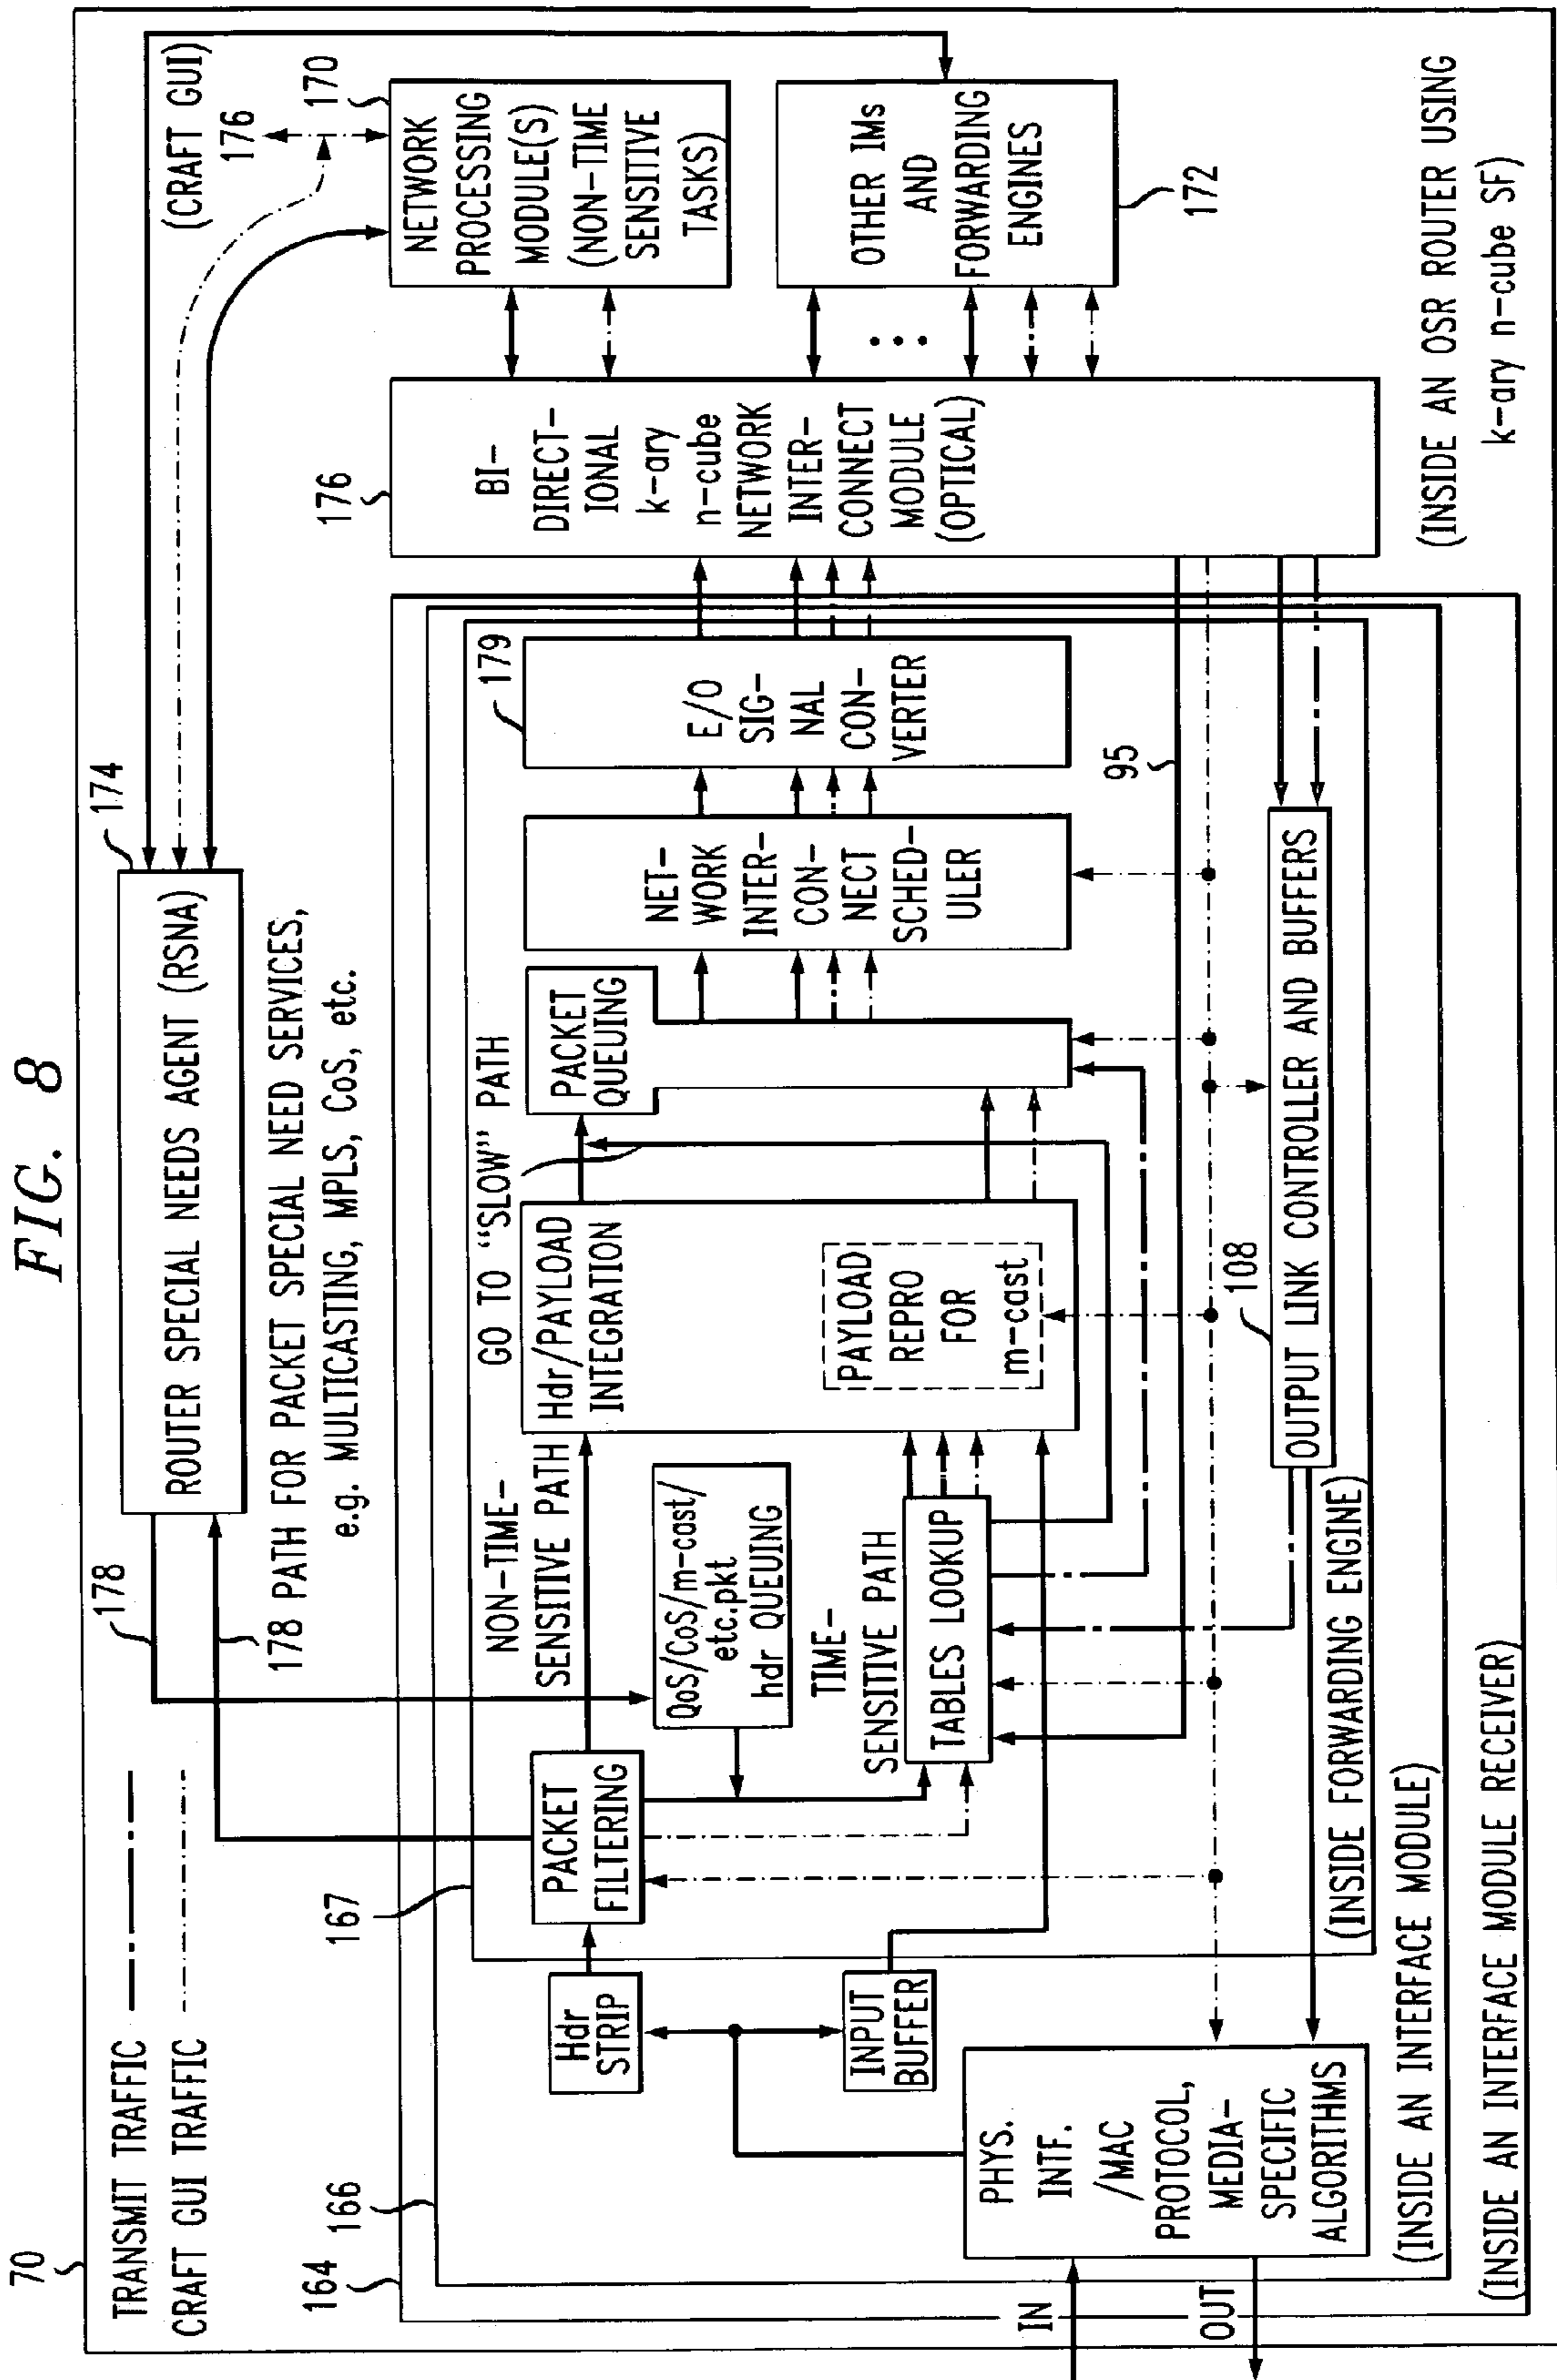 FIG. 8
70
TRANSMIT TRAFFIC
CRAFT GUI TRAFFIC
178
174
ROUTER SPECIAL NEEDS AGENT (RSNA)
178 PATH FOR PACKET SPECIAL NEED SERVICES,
e.g. MULTICASTING, MPLS, CoS, etc.
(CRAFT GUI)
176
170
NETWORK
PROCESSING
MODULE(S)
(NON-TIME
SENSITIVE
TASKS)
OTHER IMs
AND
FORWARDING
ENGINES
172
176
BI-
DIRECT-
IONAL
k-ary
n-cube
NETWORK
INTER-
CONNECT
MODULE
(OPTICAL)
164
166
167
Hdr
STRIP
INPUT
BUFFER
PHYS.
INTF.
/MAC
PROTOCOL,
MEDIA-
SPECIFIC
ALGORITHMS
IN
OUT
PACKET
FILTERING
NON-TIME-
SENSITIVE PATH
QoS/CoS/m-cast/
etc.pkt
hdr QUEUING
TIME-
SENSITIVE PATH
TABLES LOOKUP
Hdr/PAYLOAD
INTEGRATION
PAYLOAD
REPRO
FOR
m-cast
GO TO "SLOW" PATH
PACKET
QUEUING
NET-
WORK
INTER-
CON-
NECT
SCHED-
ULER
179
E/O
SIG-
NAL
CON-
VERTER
95
108
OUTPUT LINK CONTROLLER AND BUFFERS
(INSIDE FORWARDING ENGINE)
(INSIDE AN INTERFACE MODULE)
(INSIDE AN INTERFACE MODULE RECEIVER)
(INSIDE AN OSR ROUTER USING
k-ary n-cube SF)